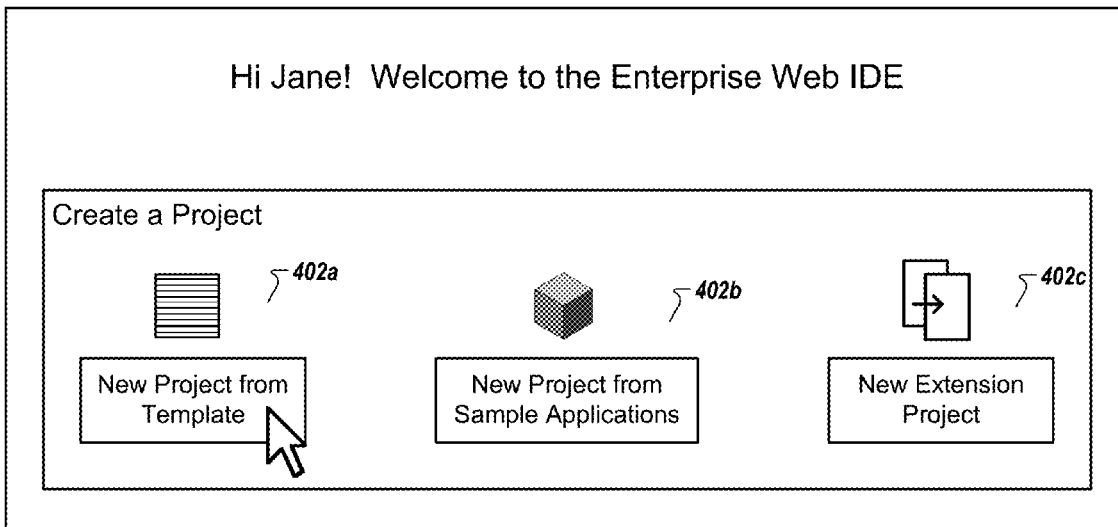 Hi Jane! Welcome to the Enterprise Web IDE
Create a Project
402a
402b
402c
New Project from
Template
New Project from
Sample Applications
New Extension
Project